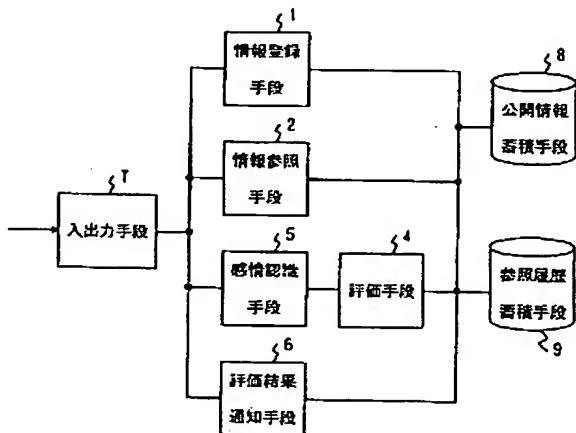 1
情報登録
手段
8
公開情報
蓄積手段
2
情報参照
手段
7
入出力手段
5
感情認識
手段
4
評価手段
参照履歴
蓄積手段
9
6
評価結果
通知手段